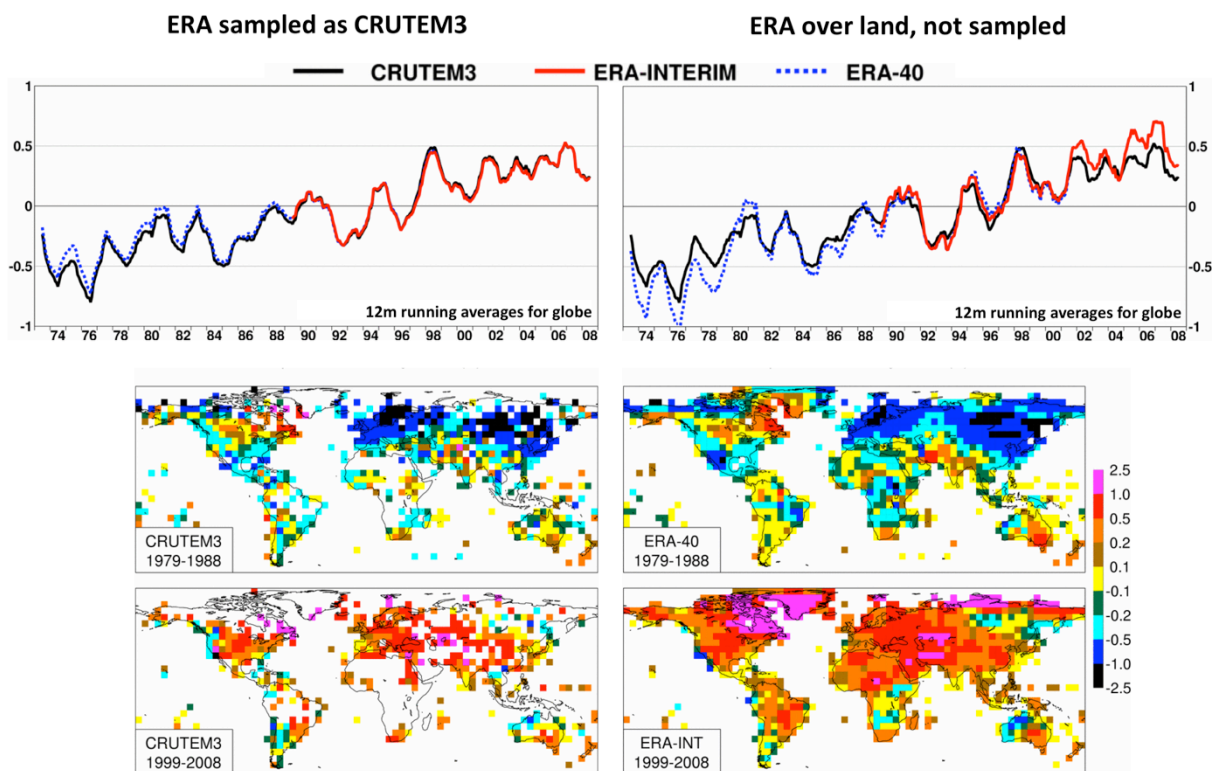 ERA sampled as CRUTEM3
ERA over land, not sampled
CRUTEM3 ERA-INTERIM ERA-40
1
0.5
0
-0.5
-1
12m running averages for globe
74 76 78 80 82 84 86 88 90 92 94 96 98 00 02 04 06 08
1
0.5
0
-0.5
-1
12m running averages for globe
74 76 78 80 82 84 86 88 90 92 94 96 98 00 02 04 06 08
CRUTEM3
1979-1988
ERA-40
1979-1988
CRUTEM3
1999-2008
ERA-INT
1999-2008
2.5
1.0
0.5
0.2
0.1
-0.1
-0.2
-0.5
-1.0
-2.5